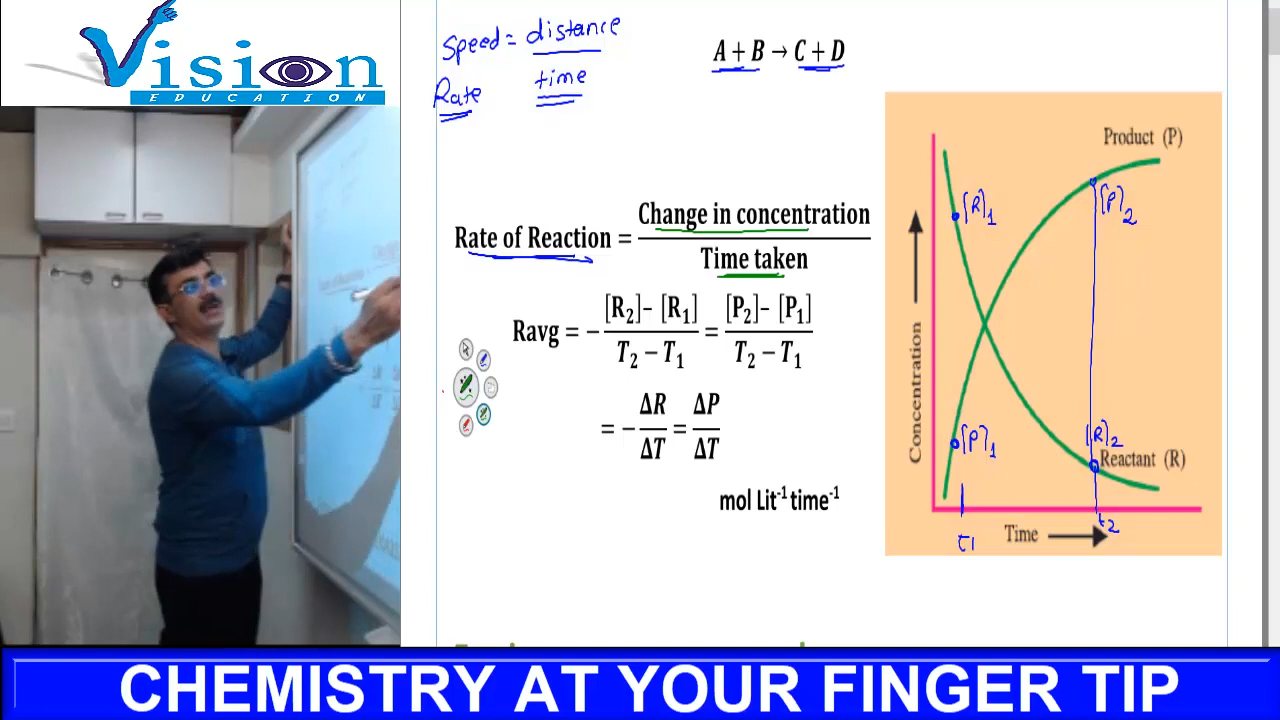 Vision
EDUCATION
Speed = distance
Rate time
A + B → C + D
Rate of Reaction = Change in concentration / Time taken
Ravg = − [R₂]− [R₁] / T₂ − T₁ = [P₂]− [P₁] / T₂ − T₁
= − ΔR / ΔT = ΔP / ΔT
mol Lit⁻¹ time⁻¹
Product (P)
[R]₁
[P]₂
Concentration
[P]₁
[R]₂
Reactant (R)
t₁
Time
t₂
CHEMISTRY AT YOUR FINGER TIP